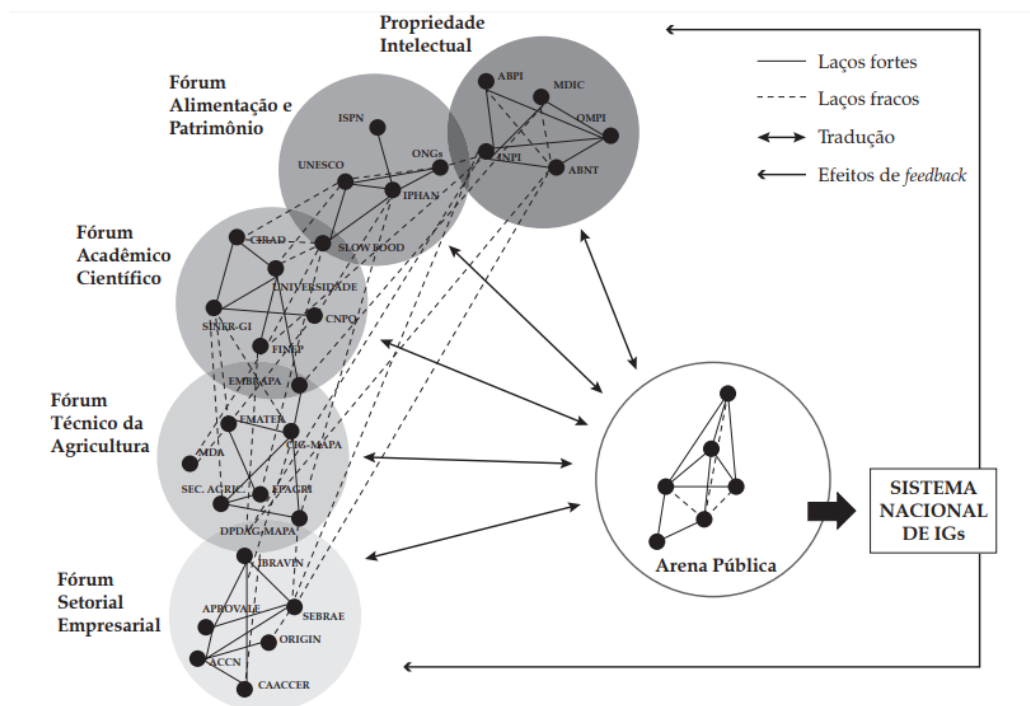 Propriedade
Intelectual
Fórum
Alimentação e
Patrimônio
ABPI
MDIC
OMPI
INPI
ABNT
Laços fortes
Laços fracos
Tradução
Efeitos de feedback
ISPN
UNESCO
ONGs
IPHAN
SLOW FOOD
Fórum
Acadêmico
Científico
CIRAD
UNIVERSIDADE
SINER-GI
CNPQ
FINEP
EMBRAPA
Fórum
Técnico da
Agricultura
EMATER
CIG-MAPA
MDA
SEC. AGRIC.
EPAGRI
DPDAG-MAPA
Fórum
Setorial
Empresarial
IBRAVIN
APROVALE
SEBRAE
ORIGIN
ACCN
CAACCER
Arena Pública
SISTEMA
NACIONAL
DE IGs